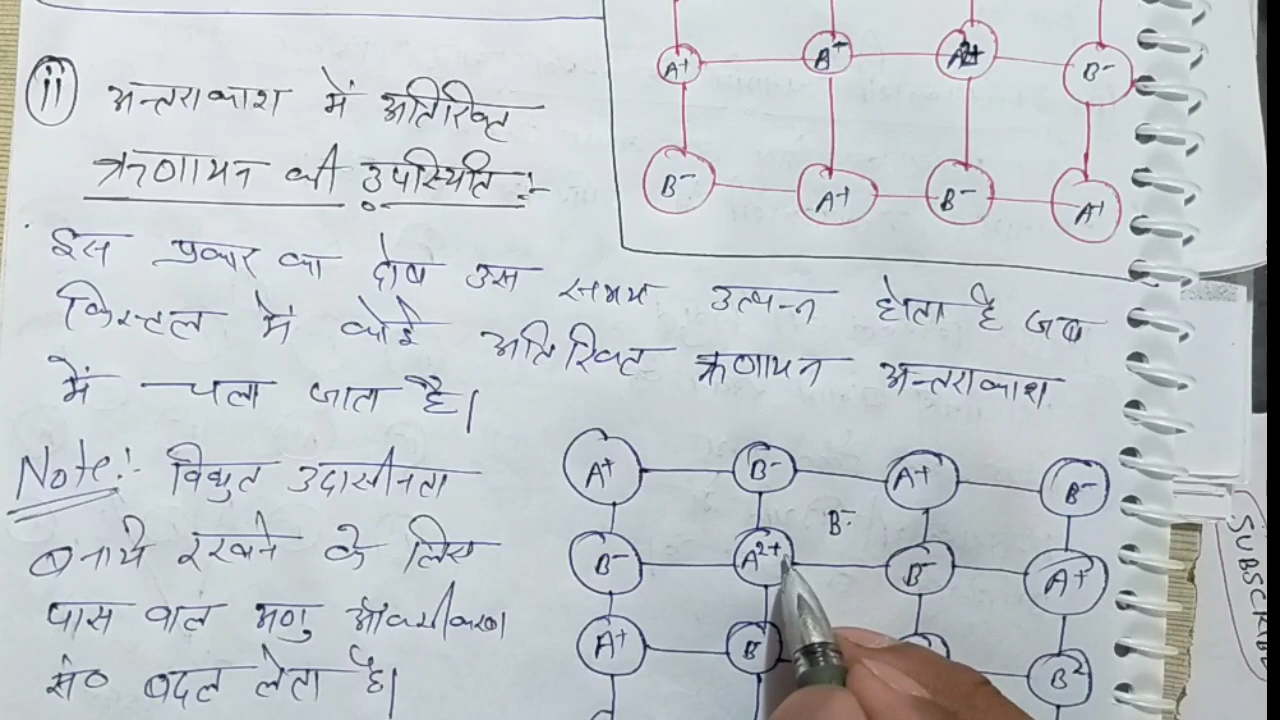 A+ B+ A2+ B-
B- A+ B- A+
ii अन्तराकाश में अतिरिक्त
ऋणायन की उपस्थिति :-
इस प्रकार का दोष उस समय उत्पन्न होता है जब
क्रिस्टल में कोई अतिरिक्त ऋणायन अन्तराकाश
में चला जाता है।
Note:- विद्युत उदासीनता
बनाये रखने के लिए
पास वाला अणु ऑक्सीकरण
सं० बदल लेता है।
A+ B- A+ B-
B-
B- A2+ B- A+
A+ B B2
SUBSCRIBE